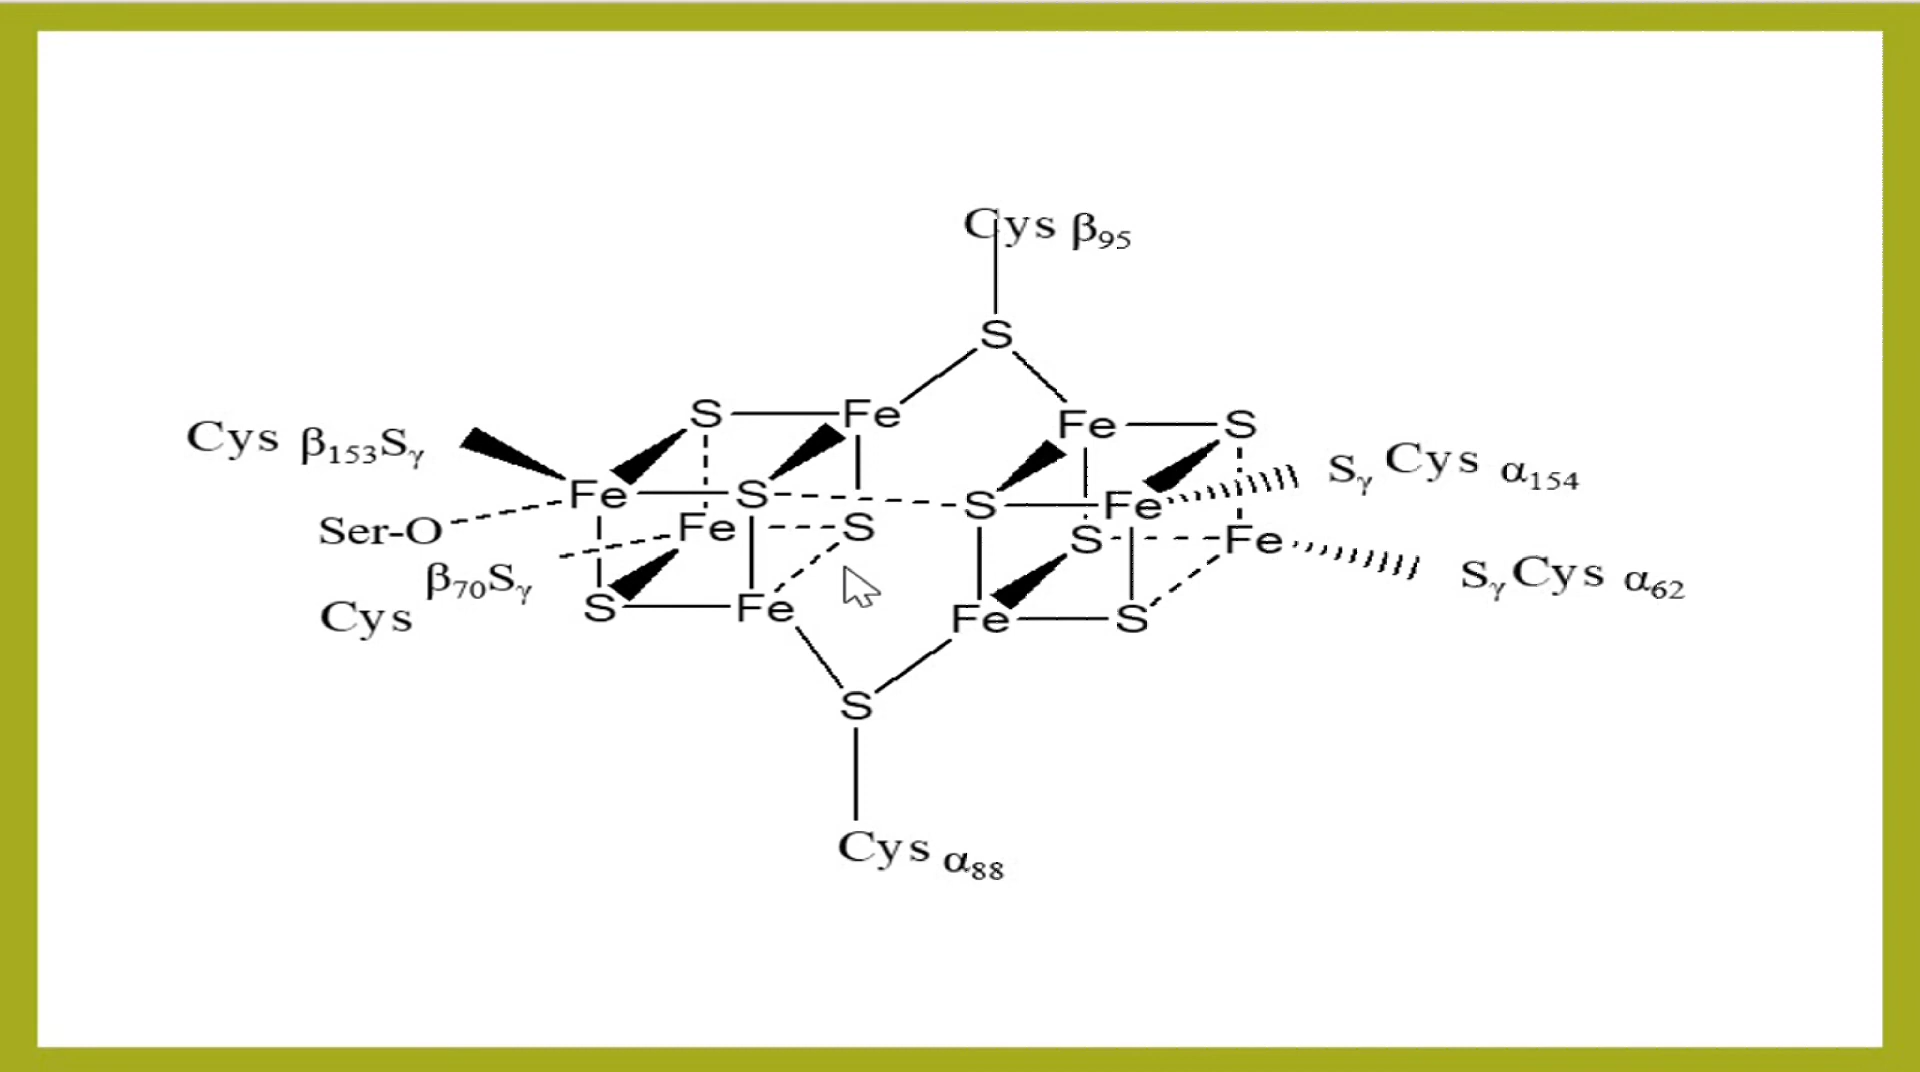 Cys β95
S
S Fe Fe S
Cys β153Sγ Sγ Cys α154
Fe S S Fe
Ser-O Fe S S Fe
β70Sγ Sγ Cys α62
Cys S Fe Fe S
S
Cys α88